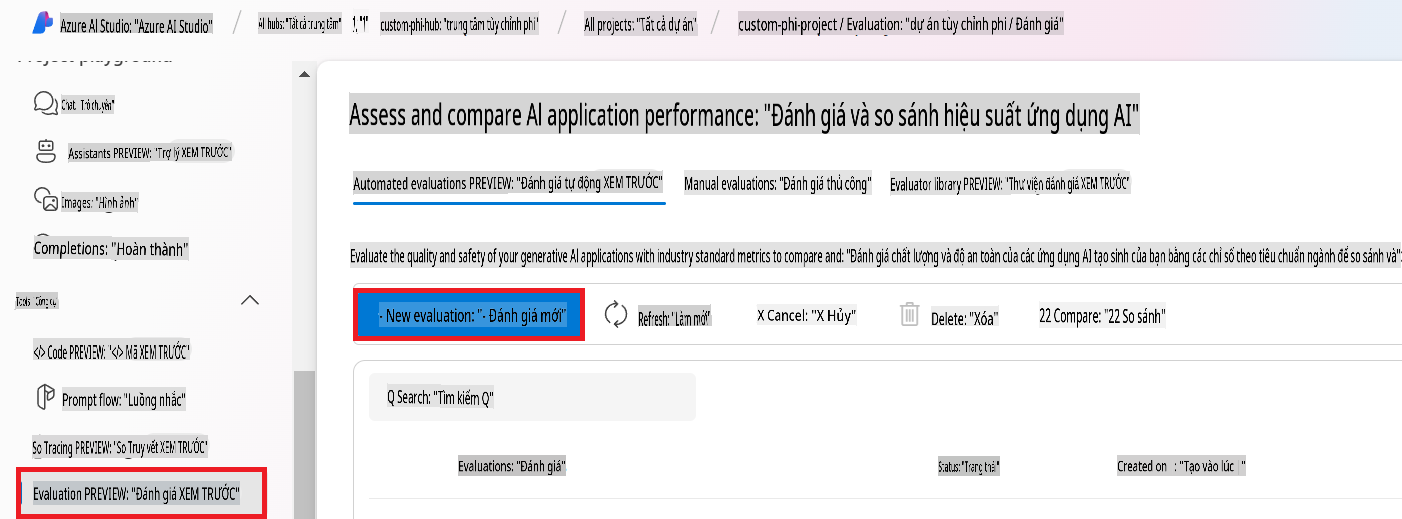 Azure AI Studio: "Azure AI Studio" / All hubs: "Tất cả trung tâm" custom-phi-hub: "trung tâm tùy chỉnh phi" / All projects: "Tất cả dự án" / custom-phi-project / Evaluation: "dự án tùy chỉnh phi / Đánh giá"
Project playground
Chat: "Trò chuyện"
Assistants PREVIEW: "Trợ lý XEM TRƯỚC"
Images: "Hình ảnh"
Completions: "Hoàn thành"
Tools: "Công cụ
</> Code PREVIEW: "</> Mã XEM TRƯỚC"
Prompt flow: "Luồng nhắc"
So Tracing PREVIEW: "So Truy vết XEM TRƯỚC"
Evaluation PREVIEW: "Đánh giá XEM TRƯỚC"
Assess and compare AI application performance: "Đánh giá và so sánh hiệu suất ứng dụng AI"
Automated evaluations PREVIEW: "Đánh giá tự động XEM TRƯỚC" Manual evaluations: "Đánh giá thủ công" Evaluator library PREVIEW: "Thư viện đánh giá XEM TRƯỚC"
Evaluate the quality and safety of your generative AI applications with industry standard metrics to compare and: "Đánh giá chất lượng và độ an toàn của các ứng dụng AI tạo sinh của bạn bằng các chỉ số theo tiêu chuẩn ngành để so sánh và"
- New evaluation: "- Đánh giá mới" Refresh: "Làm mới" X Cancel: "X Hủy" Delete: "Xóa" 22 Compare: "22 So sánh"
Q Search: "Tìm kiếm Q"
Evaluations: "Đánh giá" Status: "Trạng thái" Created on : "Tạo vào lúc "